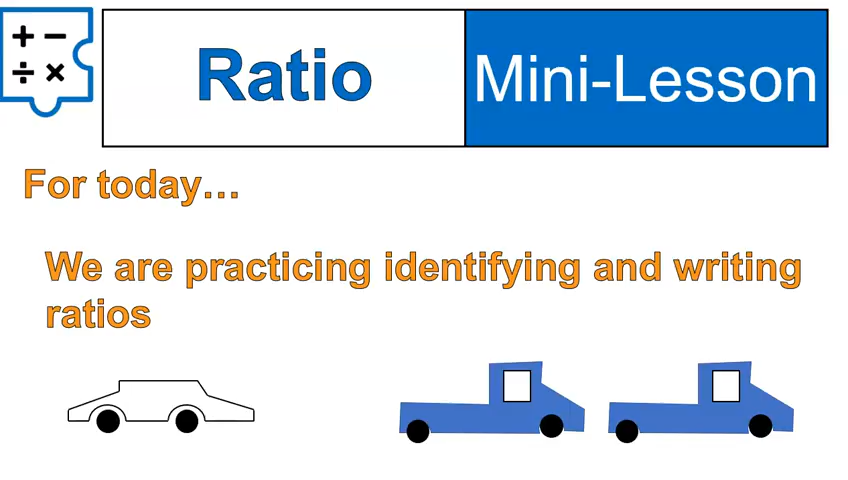 + −
÷ ×
Ratio Mini-Lesson
For today…
We are practicing identifying and writing
ratios